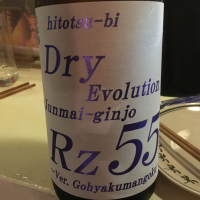 hitotsu-bi
Dry
Evolution
Junmai-ginjo
Rz55
~Ver. Gohyakumangoku~